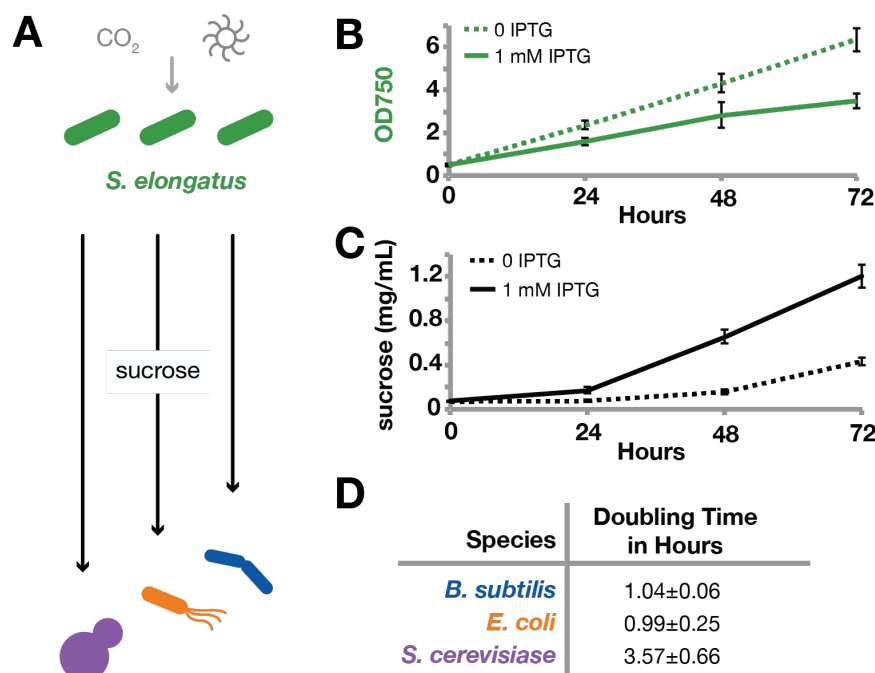 A
CO2
S. elongatus
sucrose
B
OD750
6
4
2
0
0 IPTG
1 mM IPTG
0
24
48
72
Hours
C
sucrose (mg/mL)
1.2
0.8
0.4
0
0 IPTG
1 mM IPTG
0
24
48
72
Hours
D
Species
Doubling Time
in Hours
B. subtilis 1.04±0.06
E. coli 0.99±0.25
S. cerevisiase 3.57±0.66